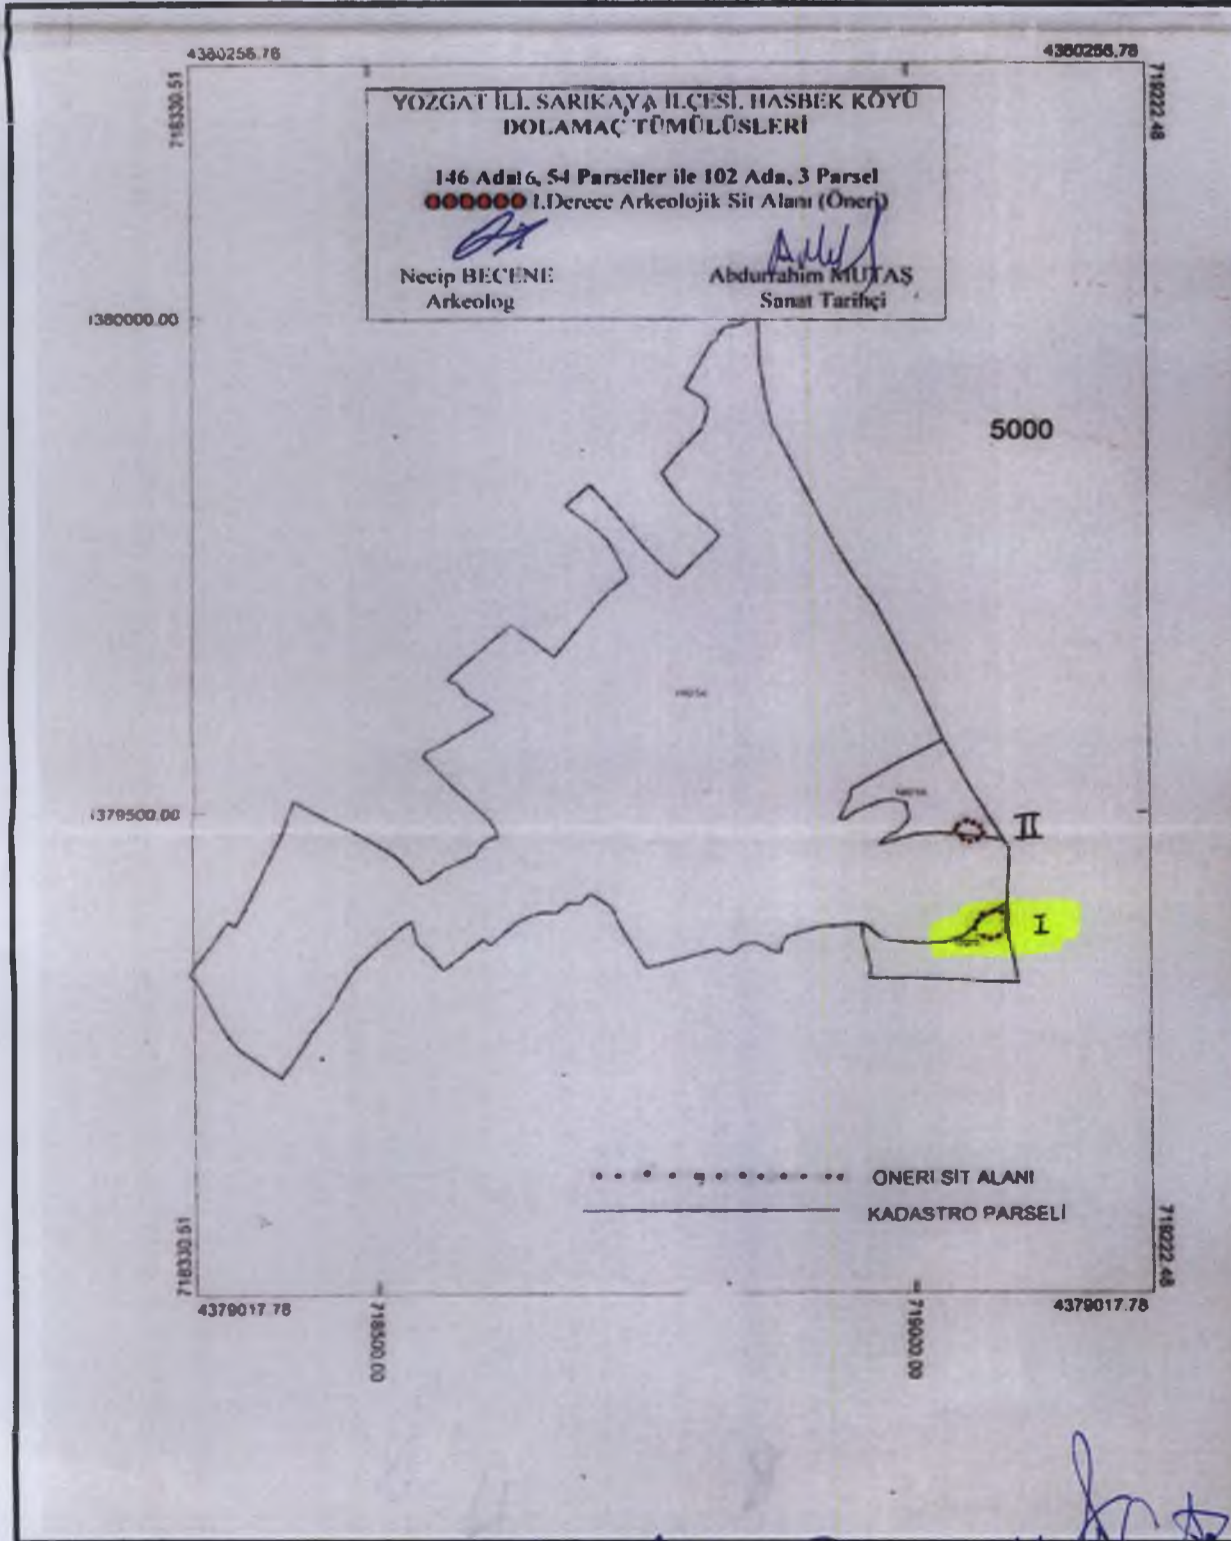 4380256.78 4380256.78
718330.51 719222.48
YOZGAT İLİ, SARIKAYA İLÇESİ, HASBEK KÖYÜ
DOLAMAÇ TÜMÜLÜSLERİ
146 Ada16, 54 Parseller ile 102 Ada, 3 Parsel
I.Derece Arkeolojik Sit Alanı (Öneri)
Necip BECENE Abdurrahim MUTAŞ
Arkeolog Sanat Tarihçi
4380000.00
5000
4379500.00
II
I
ONERI SIT ALANI
KADASTRO PARSELİ
718330.51 719222.48
4379017.78 4379017.78
718500.00 719000.00